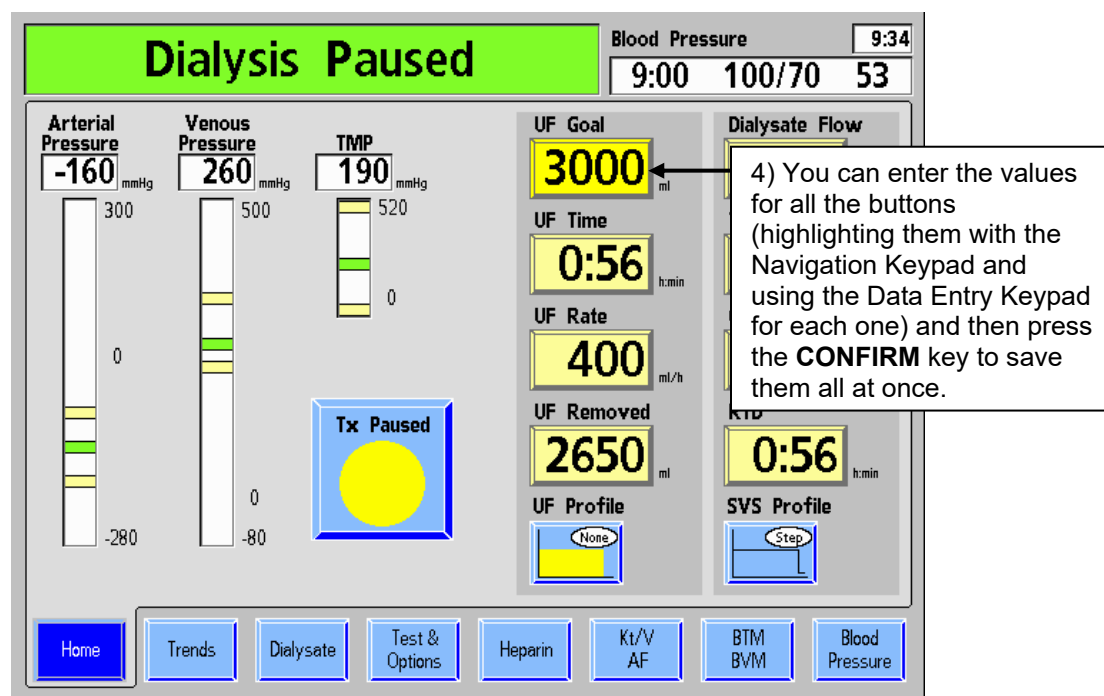 Dialysis Paused
Blood Pressure
9:34
9:00 100/70 53
Arterial
Pressure
-160 mmHg
300
0
-280
Venous
Pressure
260 mmHg
500
0
-80
TMP
190 mmHg
520
0
Tx Paused
UF Goal
3000 ml
UF Time
0:56 h:min
UF Rate
400 ml/h
UF Removed
2650 ml
UF Profile
None
Dialysate Flow
4) You can enter the values
for all the buttons
(highlighting them with the
Navigation Keypad and
using the Data Entry Keypad
for each one) and then press
the CONFIRM key to save
them all at once.
RTD
0:56 h:min
SVS Profile
Step
Home
Trends
Dialysate
Test &
Options
Heparin
Kt/V
AF
BTM
BVM
Blood
Pressure